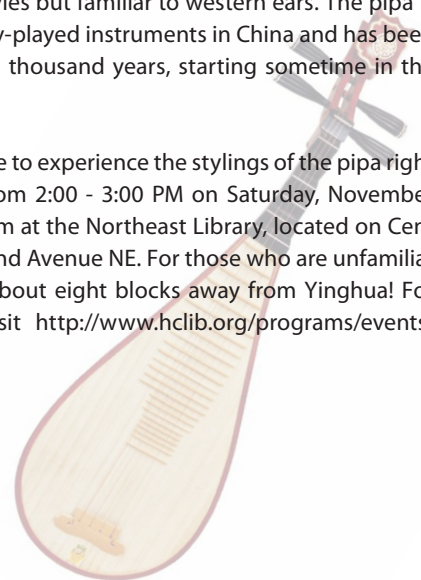 les but familiar to western ears. The pipa
-played instruments in China and has bee
thousand years, starting sometime in th
e to experience the stylings of the pipa righ
om 2:00 - 3:00 PM on Saturday, Novembe
m at the Northeast Library, located on Cen
nd Avenue NE. For those who are unfamilia
bout eight blocks away from Yinghua! Fo
sit http://www.hclib.org/programs/events